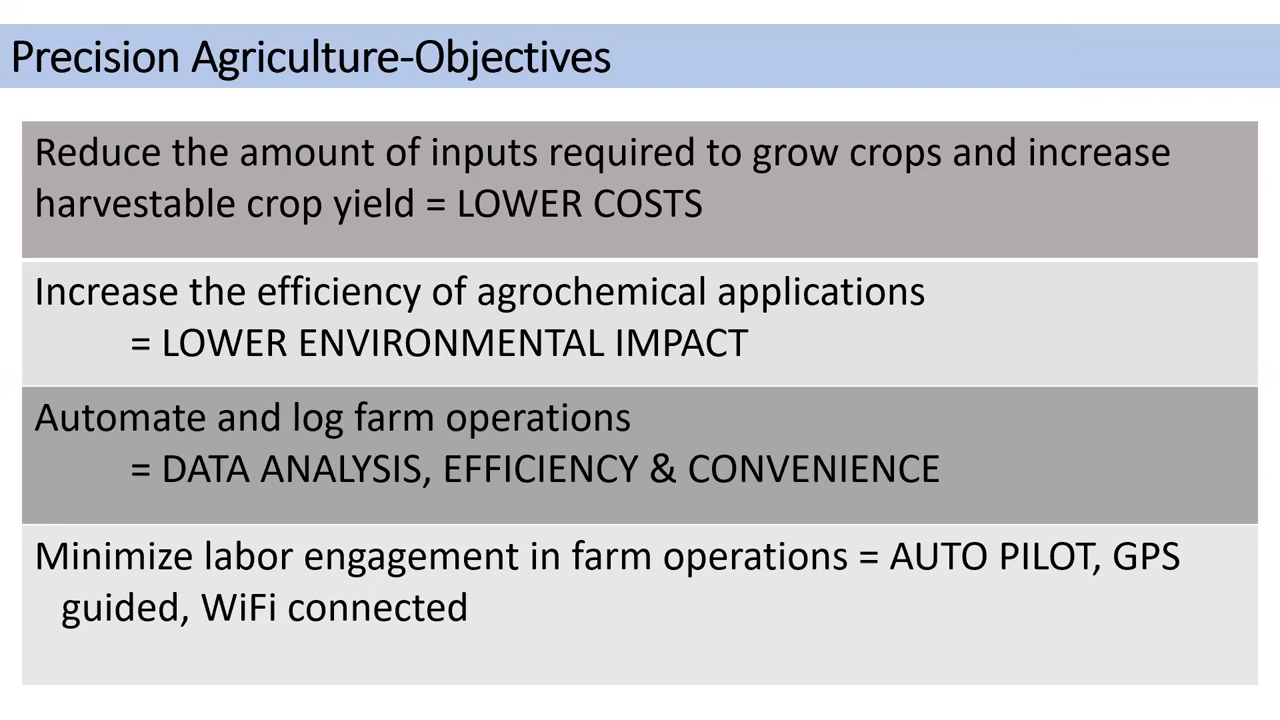 Precision Agriculture-Objectives
Reduce the amount of inputs required to grow crops and increase
harvestable crop yield = LOWER COSTS
Increase the efficiency of agrochemical applications
= LOWER ENVIRONMENTAL IMPACT
Automate and log farm operations
= DATA ANALYSIS, EFFICIENCY & CONVENIENCE
Minimize labor engagement in farm operations = AUTO PILOT, GPS
guided, WiFi connected